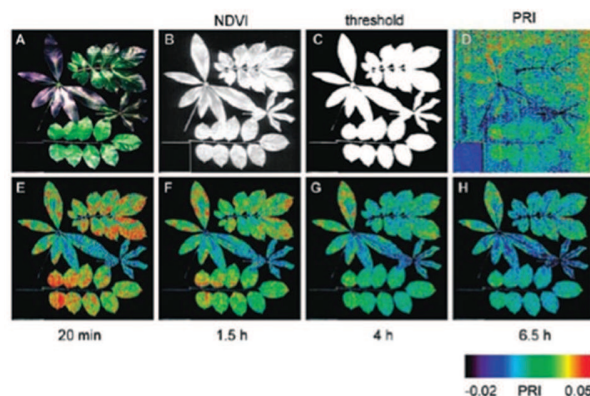 NDVI threshold PRI
A B C D
E F G H
20 min 1.5 h 4 h 6.5 h
-0.02 PRI 0.05